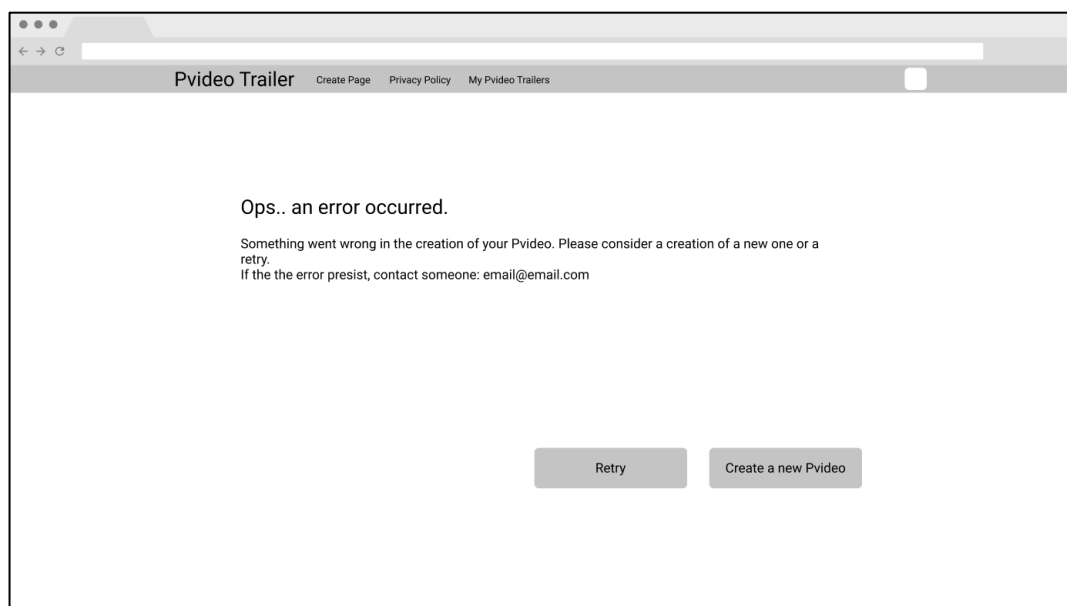 Pvideo Trailer Create Page Privacy Policy My Pvideo Trailers
Ops.. an error occurred.
Something went wrong in the creation of your Pvideo. Please consider a creation of a new one or a
retry.
If the the error presist, contact someone: email@email.com
Retry Create a new Pvideo